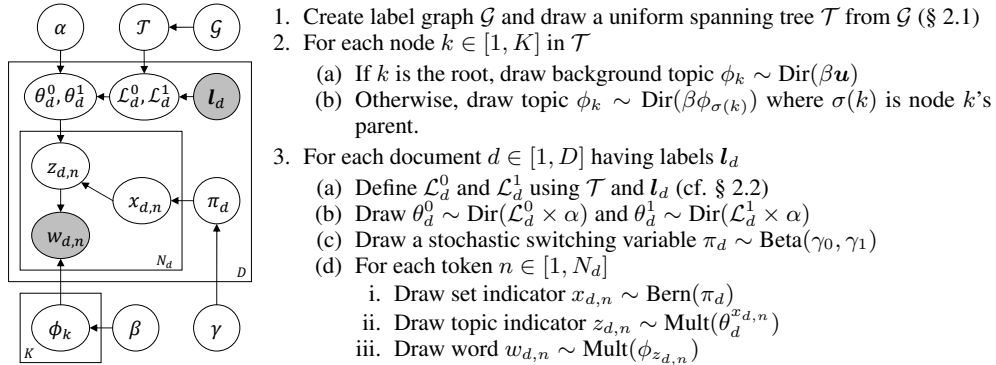 α
𝒯
𝒢
θ_d^0, θ_d^1
ℒ_d^0, ℒ_d^1
l_d
z_{d,n}
x_{d,n}
π_d
w_{d,n}
N_d
D
ϕ_k
β
γ
K
1. Create label graph 𝒢 and draw a uniform spanning tree 𝒯 from 𝒢 (§ 2.1)
2. For each node k ∈ [1, K] in 𝒯
(a) If k is the root, draw background topic ϕ_k ∼ Dir(βu)
(b) Otherwise, draw topic ϕ_k ∼ Dir(βϕ_{σ(k)}) where σ(k) is node k's
parent.
3. For each document d ∈ [1, D] having labels l_d
(a) Define ℒ_d^0 and ℒ_d^1 using 𝒯 and l_d (cf. § 2.2)
(b) Draw θ_d^0 ∼ Dir(ℒ_d^0 × α) and θ_d^1 ∼ Dir(ℒ_d^1 × α)
(c) Draw a stochastic switching variable π_d ∼ Beta(γ_0, γ_1)
(d) For each token n ∈ [1, N_d]
i. Draw set indicator x_{d,n} ∼ Bern(π_d)
ii. Draw topic indicator z_{d,n} ∼ Mult(θ_d^{x_{d,n}})
iii. Draw word w_{d,n} ∼ Mult(ϕ_{z_{d,n}})